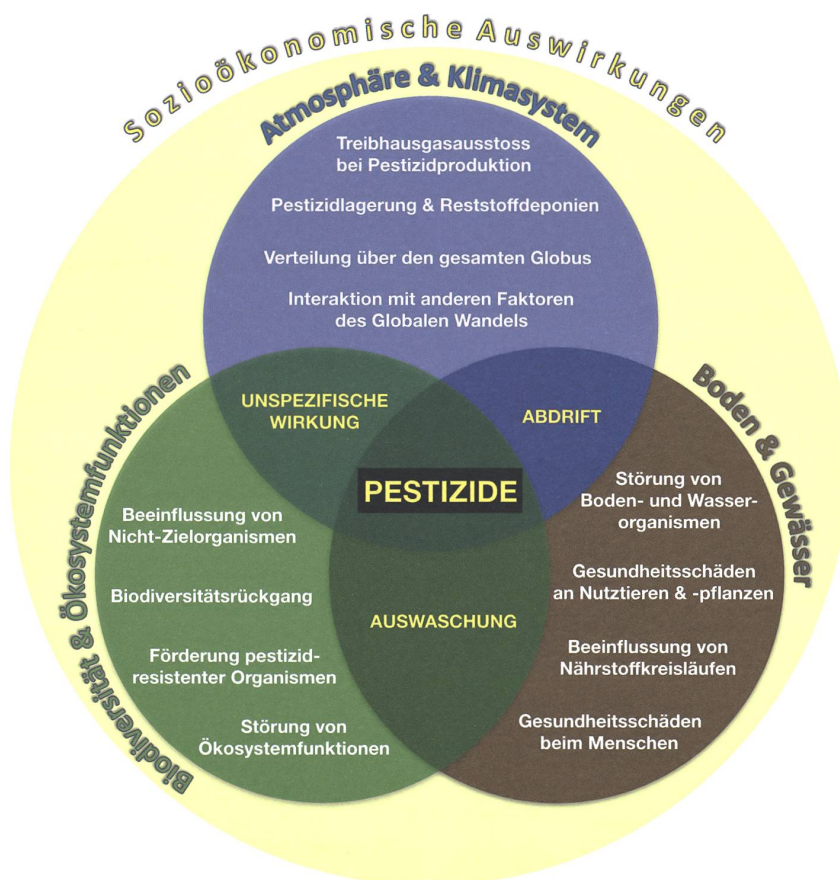 Sozioökonomische Auswirkungen
Atmosphäre & Klimasystem
Treibhausgasausstoss
bei Pestizidproduktion
Pestizidlagerung & Reststoffdeponien
Verteilung über den gesamten Globus
Interaktion mit anderen Faktoren
des Globalen Wandels
UNSPEZIFISCHE
WIRKUNG
ABDRIFT
PESTIZIDE
AUSWASCHUNG
Biodiversität & Ökosystemfunktionen
Beeinflussung von
Nicht-Zielorganismen
Biodiversitätsrückgang
Förderung pestizid-
resistenter Organismen
Störung von
Ökosystemfunktionen
Boden & Gewässer
Störung von
Boden- und Wasser-
organismen
Gesundheitsschäden
an Nutztieren & -pflanzen
Beeinflussung von
Nährstoffkreisläufen
Gesundheitsschäden
beim Menschen